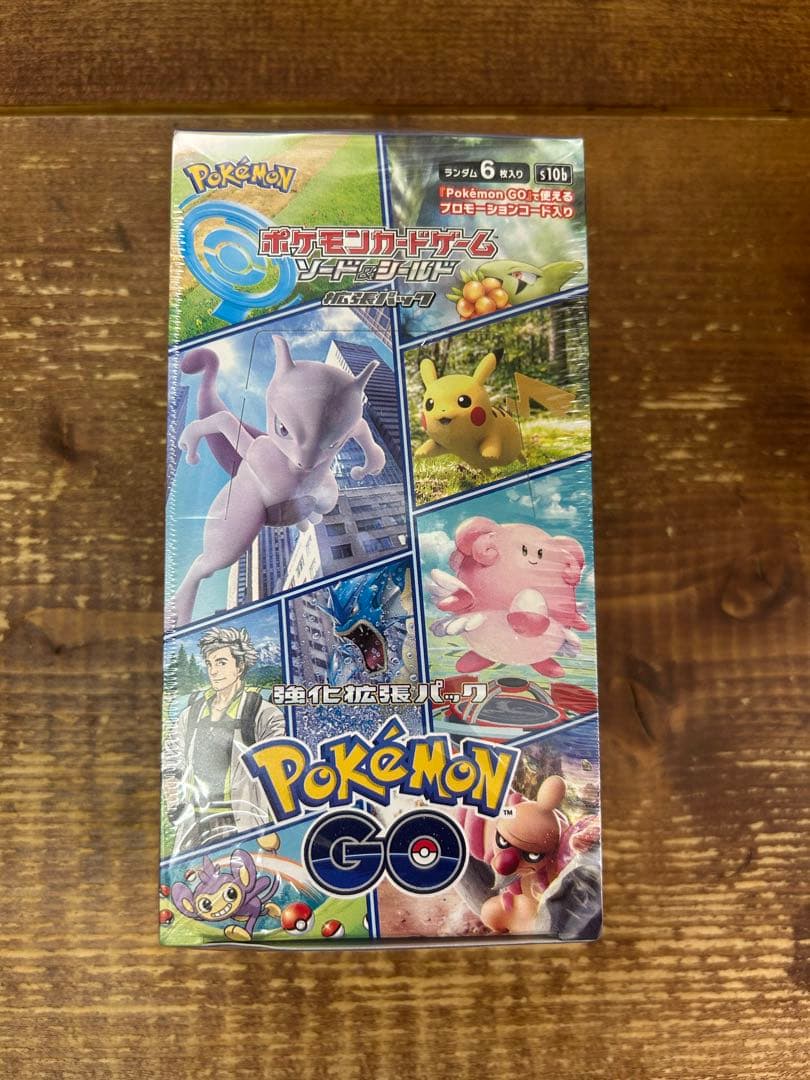 POKÉMON
ランダム6枚入り s10b
『Pokémon GO』で使える
プロモーションコード入り
ポケモンカードゲーム
ソード&シールド
拡張パック
強化拡張パック
POKÉMON
GO
TM